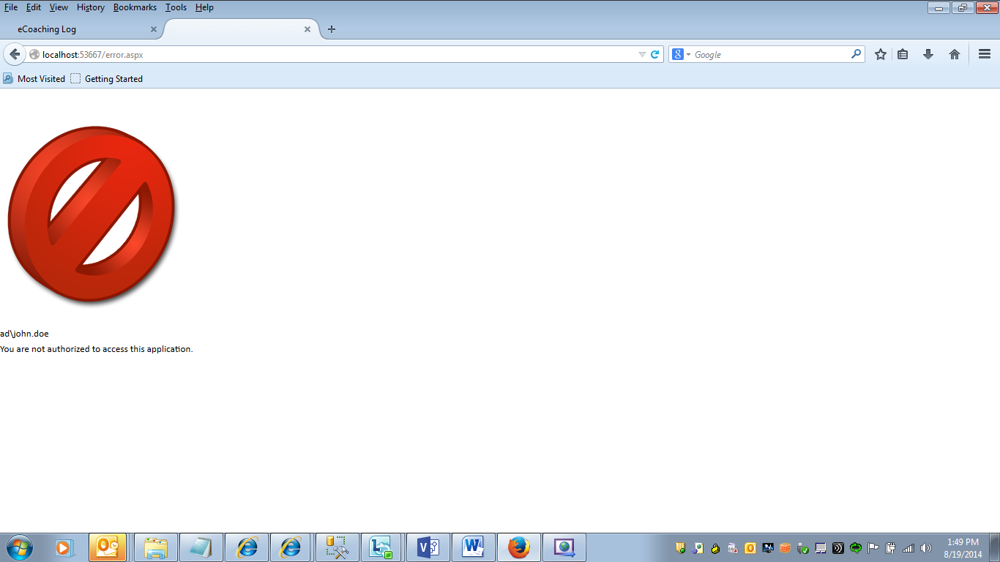 File Edit View History Bookmarks Tools Help
eCoaching Log
localhost:53667/error.aspx
8 Google
Most Visited Getting Started
ad\john.doe
You are not authorized to access this application.
1:49 PM
8/19/2014